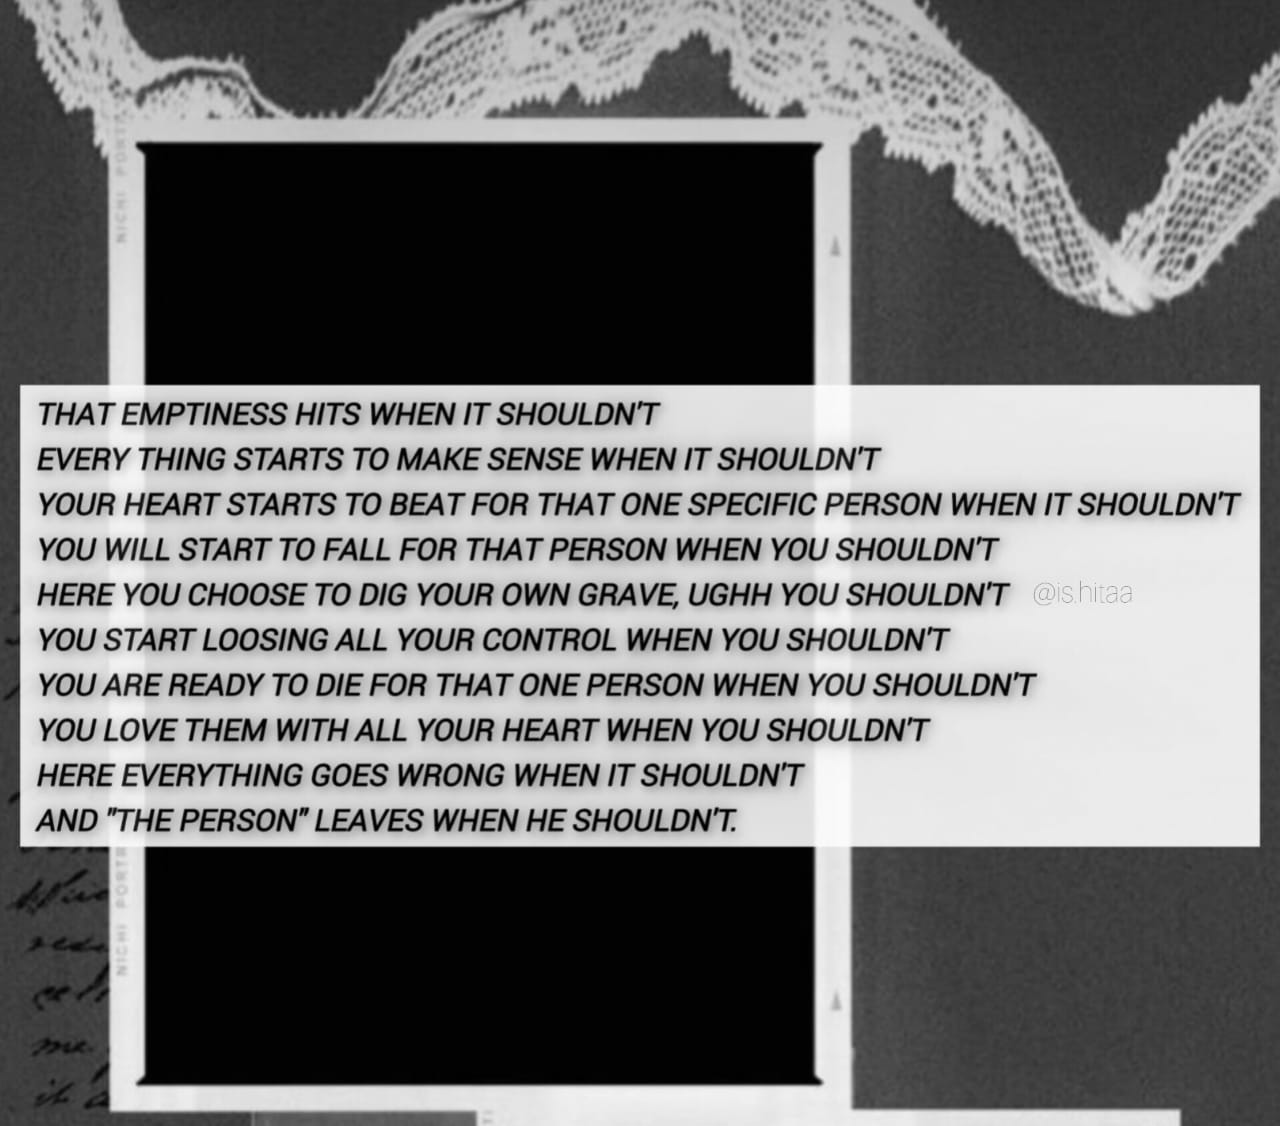 NICHI PORT
THAT EMPTINESS HITS WHEN IT SHOULDN'T
EVERY THING STARTS TO MAKE SENSE WHEN IT SHOULDN'T
YOUR HEART STARTS TO BEAT FOR THAT ONE SPECIFIC PERSON WHEN IT SHOULDN'T
YOU WILL START TO FALL FOR THAT PERSON WHEN YOU SHOULDN'T
HERE YOU CHOOSE TO DIG YOUR OWN GRAVE, UGHH YOU SHOULDN'T @is.hitaa
YOU START LOOSING ALL YOUR CONTROL WHEN YOU SHOULDN'T
YOU ARE READY TO DIE FOR THAT ONE PERSON WHEN YOU SHOULDN'T
YOU LOVE THEM WITH ALL YOUR HEART WHEN YOU SHOULDN'T
HERE EVERYTHING GOES WRONG WHEN IT SHOULDN'T
AND "THE PERSON" LEAVES WHEN HE SHOULDN'T.
NICHI PORTR
me